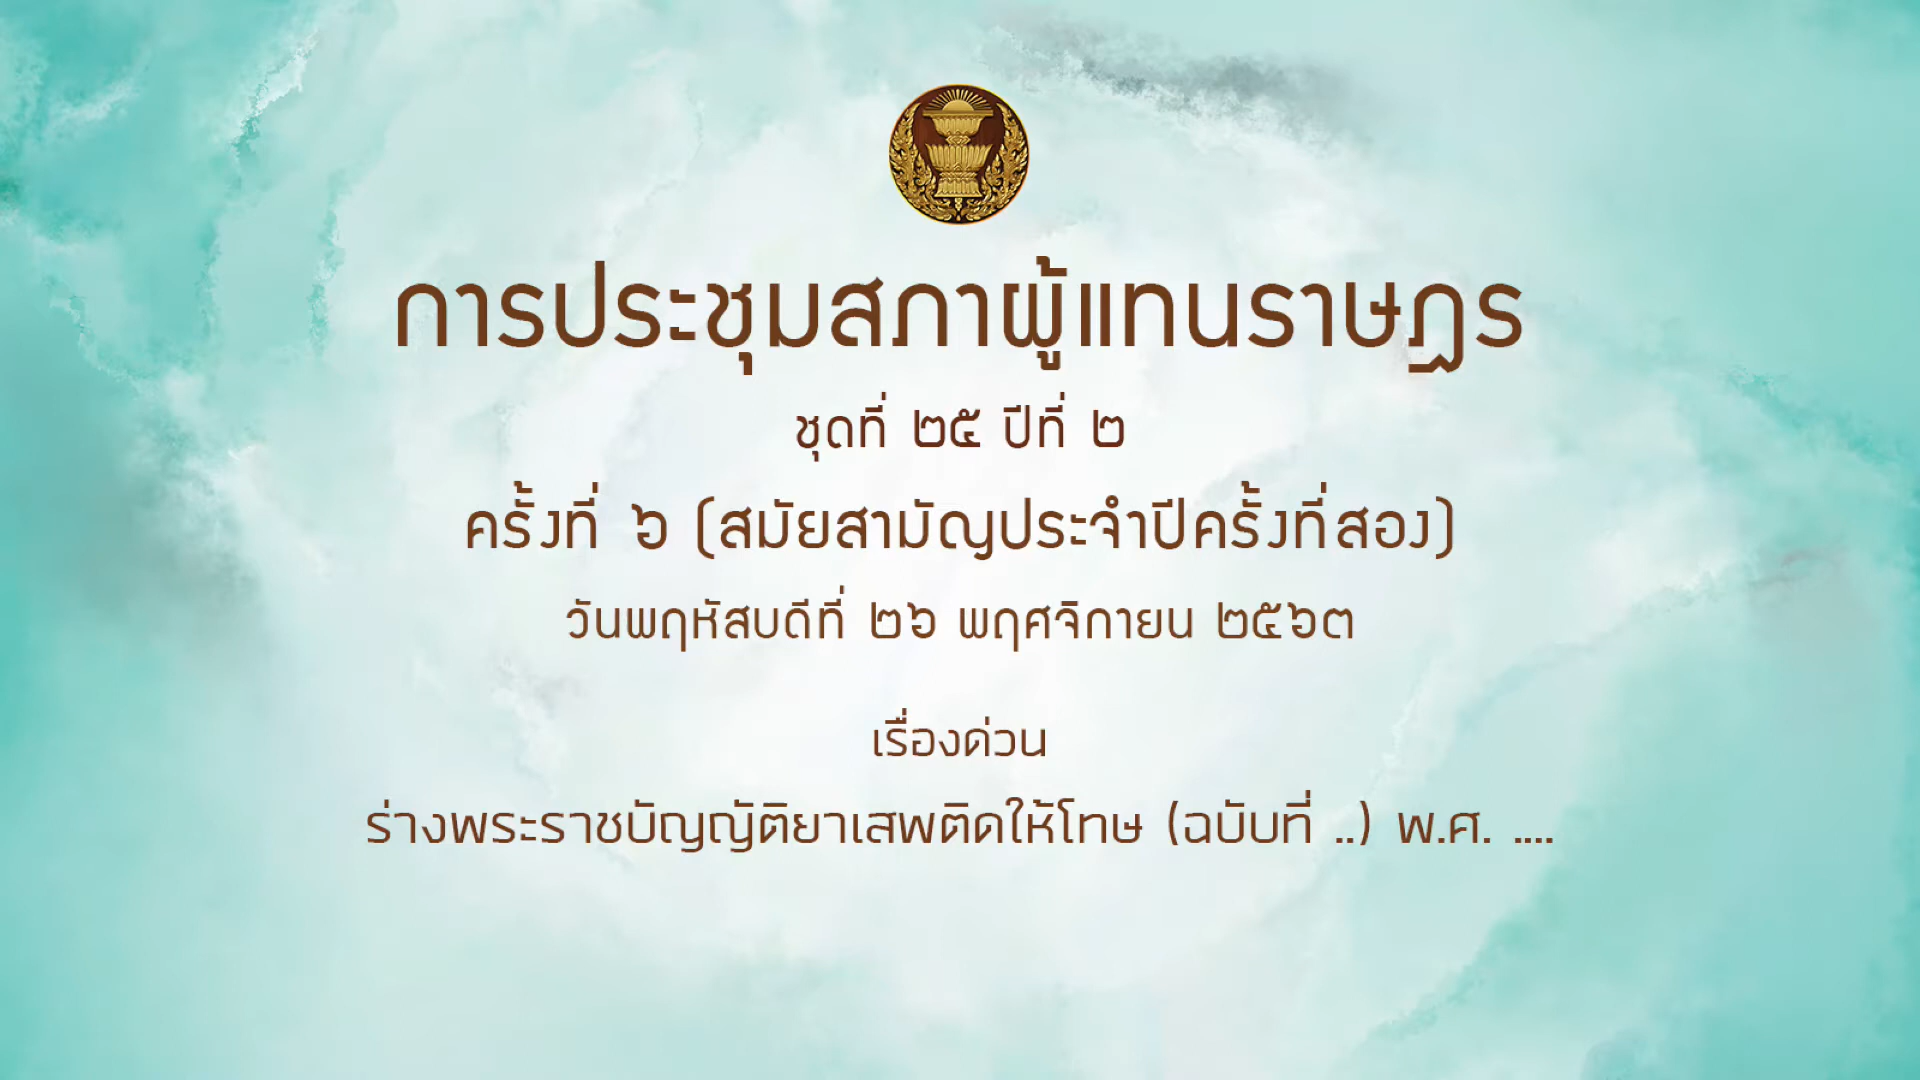 การประชุมสภาผู้แทนราษฎร
ชุดที่ ๒๕ ปีที่ ๒
ครั้งที่ ๖ (สมัยสามัญประจำปีครั้งที่สอง)
วันพฤหัสบดีที่ ๒๖ พฤศจิกายน ๒๕๖๓
เรื่องด่วน
ร่างพระราชบัญญัติยาเสพติดให้โทษ (ฉบับที่ ..) พ.ศ. ....